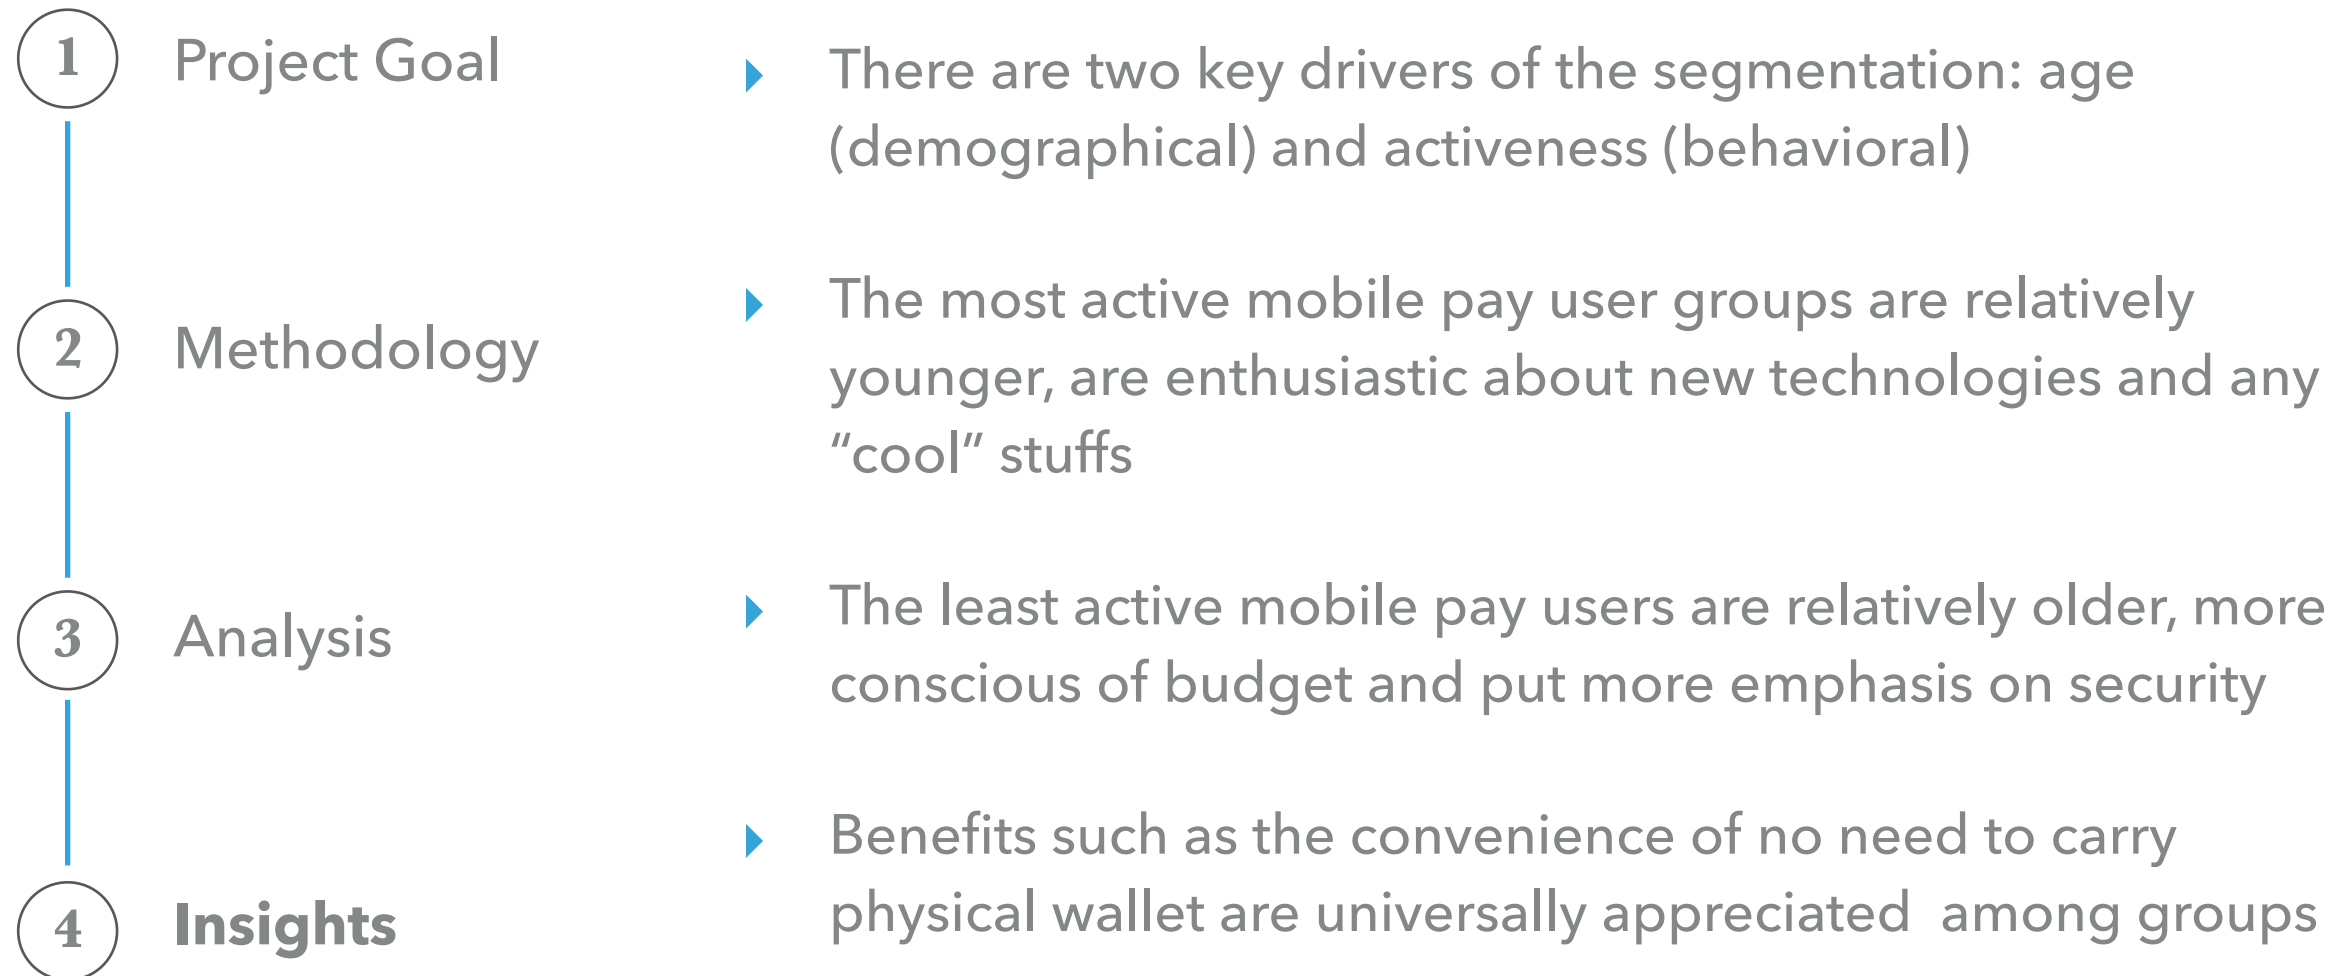 1 Project Goal
2 Methodology
3 Analysis
4 Insights
There are two key drivers of the segmentation: age
(demographical) and activeness (behavioral)
The most active mobile pay user groups are relatively
younger, are enthusiastic about new technologies and any
“cool” stuffs
The least active mobile pay users are relatively older, more
conscious of budget and put more emphasis on security
Benefits such as the convenience of no need to carry
physical wallet are universally appreciated  among groups